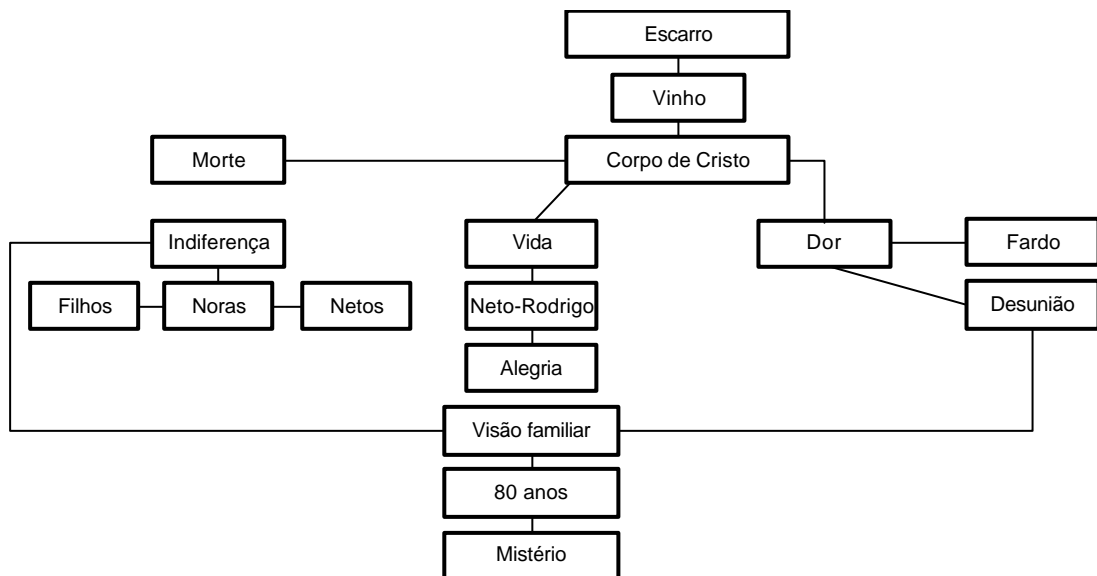 Escarro
Vinho
Morte
Corpo de Cristo
Indiferença
Vida
Dor
Fardo
Filhos
Noras
Netos
Neto-Rodrigo
Desunião
Alegria
Visão familiar
80 anos
Mistério